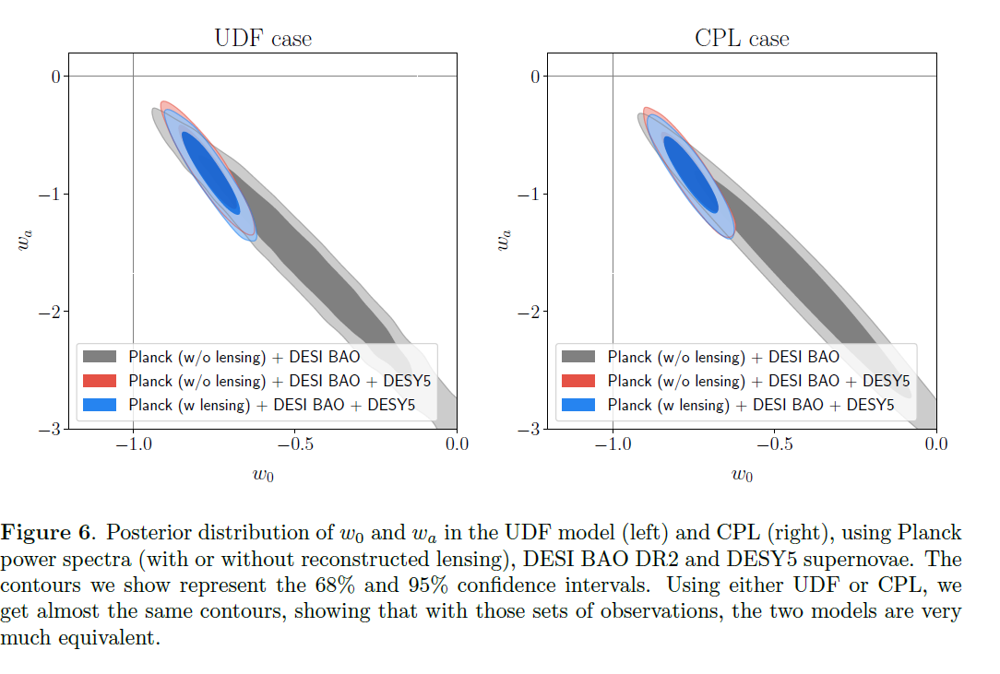 UDF case
0
−1
−2
−3
w_a
Planck (w/o lensing) + DESI BAO
Planck (w/o lensing) + DESI BAO + DESY5
Planck (w lensing) + DESI BAO + DESY5
−1.0 −0.5 0.0
w_0
CPL case
0
−1
−2
−3
w_a
Planck (w/o lensing) + DESI BAO
Planck (w/o lensing) + DESI BAO + DESY5
Planck (w lensing) + DESI BAO + DESY5
−1.0 −0.5 0.0
w_0
Figure 6. Posterior distribution of w_0 and w_a in the UDF model (left) and CPL (right), using Planck
power spectra (with or without reconstructed lensing), DESI BAO DR2 and DESY5 supernovae. The
contours we show represent the 68% and 95% confidence intervals. Using either UDF or CPL, we
get almost the same contours, showing that with those sets of observations, the two models are very
much equivalent.